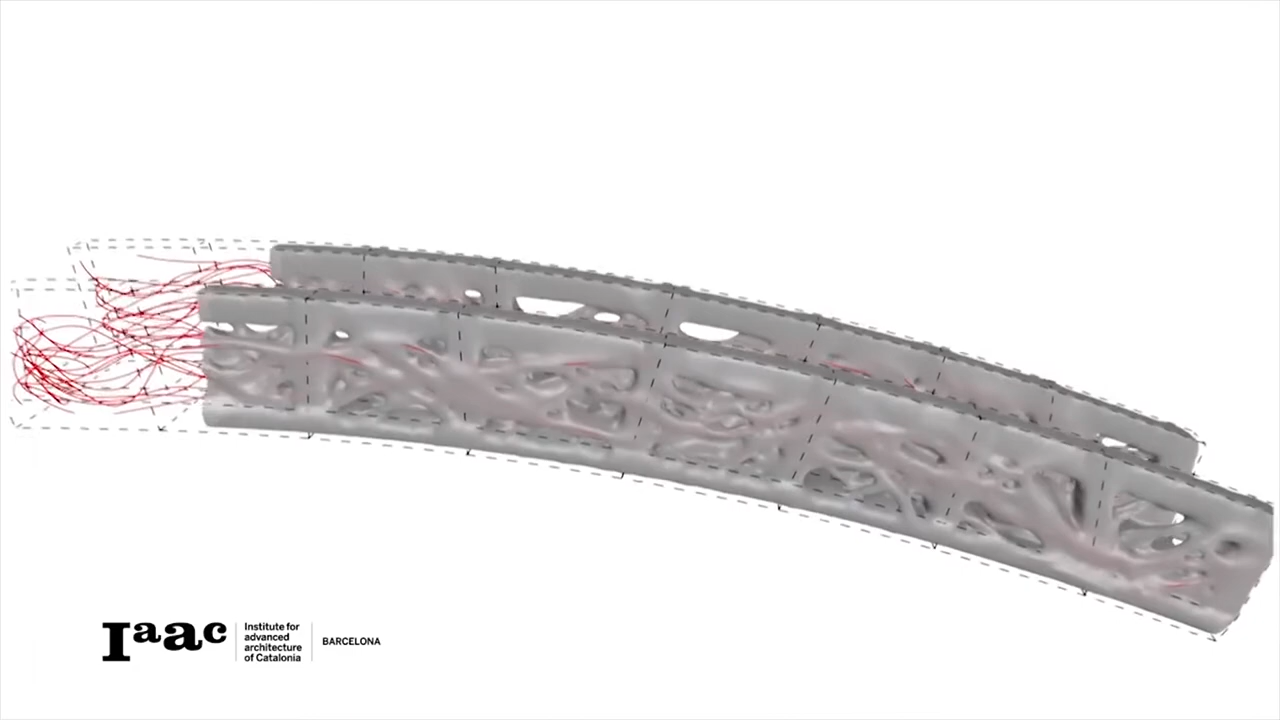 Iaac
Institute for
advanced
architecture
of Catalonia
BARCELONA